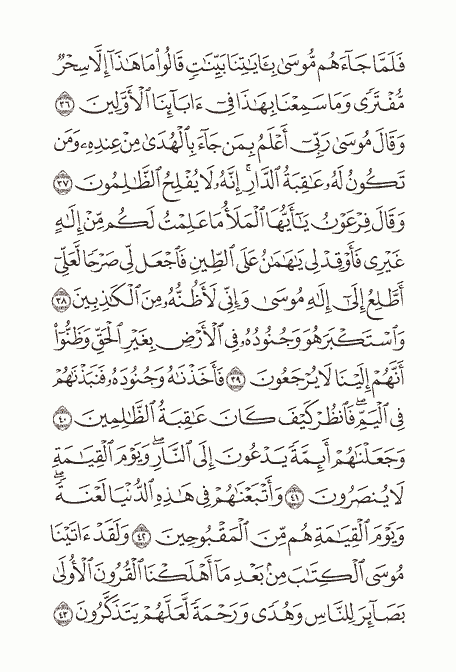 فَلَمَّا جَآءَهُم مُّوسَىٰ بِـَٔايَٰتِنَا بَيِّنَٰتٍ قَالُوا۟ مَا هَٰذَآ إِلَّا سِحْرٌ
مُّفْتَرًى وَمَا سَمِعْنَا بِهَٰذَا فِىٓ ءَابَآئِنَا ٱلْأَوَّلِينَ ٣٦
وَقَالَ مُوسَىٰ رَبِّىٓ أَعْلَمُ بِمَن جَآءَ بِٱلْهُدَىٰ مِنْ عِندِهِۦ وَمَن
تَكُونُ لَهُۥ عَٰقِبَةُ ٱلدَّارِ ۖ إِنَّهُۥ لَا يُفْلِحُ ٱلظَّٰلِمُونَ ٣٧
وَقَالَ فِرْعَوْنُ يَٰٓأَيُّهَا ٱلْمَلَأُ مَا عَلِمْتُ لَكُم مِّنْ إِلَٰهٍ
غَيْرِى فَأَوْقِدْ لِى يَٰهَٰمَٰنُ عَلَى ٱلطِّينِ فَٱجْعَل لِّى صَرْحًا لَّعَلِّىٓ
أَطَّلِعُ إِلَىٰٓ إِلَٰهِ مُوسَىٰ وَإِنِّى لَأَظُنُّهُۥ مِنَ ٱلْكَٰذِبِينَ ٣٨
وَٱسْتَكْبَرَ هُوَ وَجُنُودُهُۥ فِى ٱلْأَرْضِ بِغَيْرِ ٱلْحَقِّ وَظَنُّوٓا۟
أَنَّهُمْ إِلَيْنَا لَا يُرْجَعُونَ ٣٩ فَأَخَذْنَٰهُ وَجُنُودَهُۥ فَنَبَذْنَٰهُمْ
فِى ٱلْيَمِّ ۖ فَٱنظُرْ كَيْفَ كَانَ عَٰقِبَةُ ٱلظَّٰلِمِينَ ٤٠
وَجَعَلْنَٰهُمْ أَئِمَّةً يَدْعُونَ إِلَى ٱلنَّارِ ۖ وَيَوْمَ ٱلْقِيَٰمَةِ
لَا يُنصَرُونَ ٤١ وَأَتْبَعْنَٰهُمْ فِى هَٰذِهِ ٱلدُّنْيَا لَعْنَةً ۖ
وَيَوْمَ ٱلْقِيَٰمَةِ هُم مِّنَ ٱلْمَقْبُوحِينَ ٤٢ وَلَقَدْ ءَاتَيْنَا
مُوسَى ٱلْكِتَٰبَ مِنۢ بَعْدِ مَآ أَهْلَكْنَا ٱلْقُرُونَ ٱلْأُولَىٰ
بَصَآئِرَ لِلنَّاسِ وَهُدًى وَرَحْمَةً لَّعَلَّهُمْ يَتَذَكَّرُونَ ٤٣